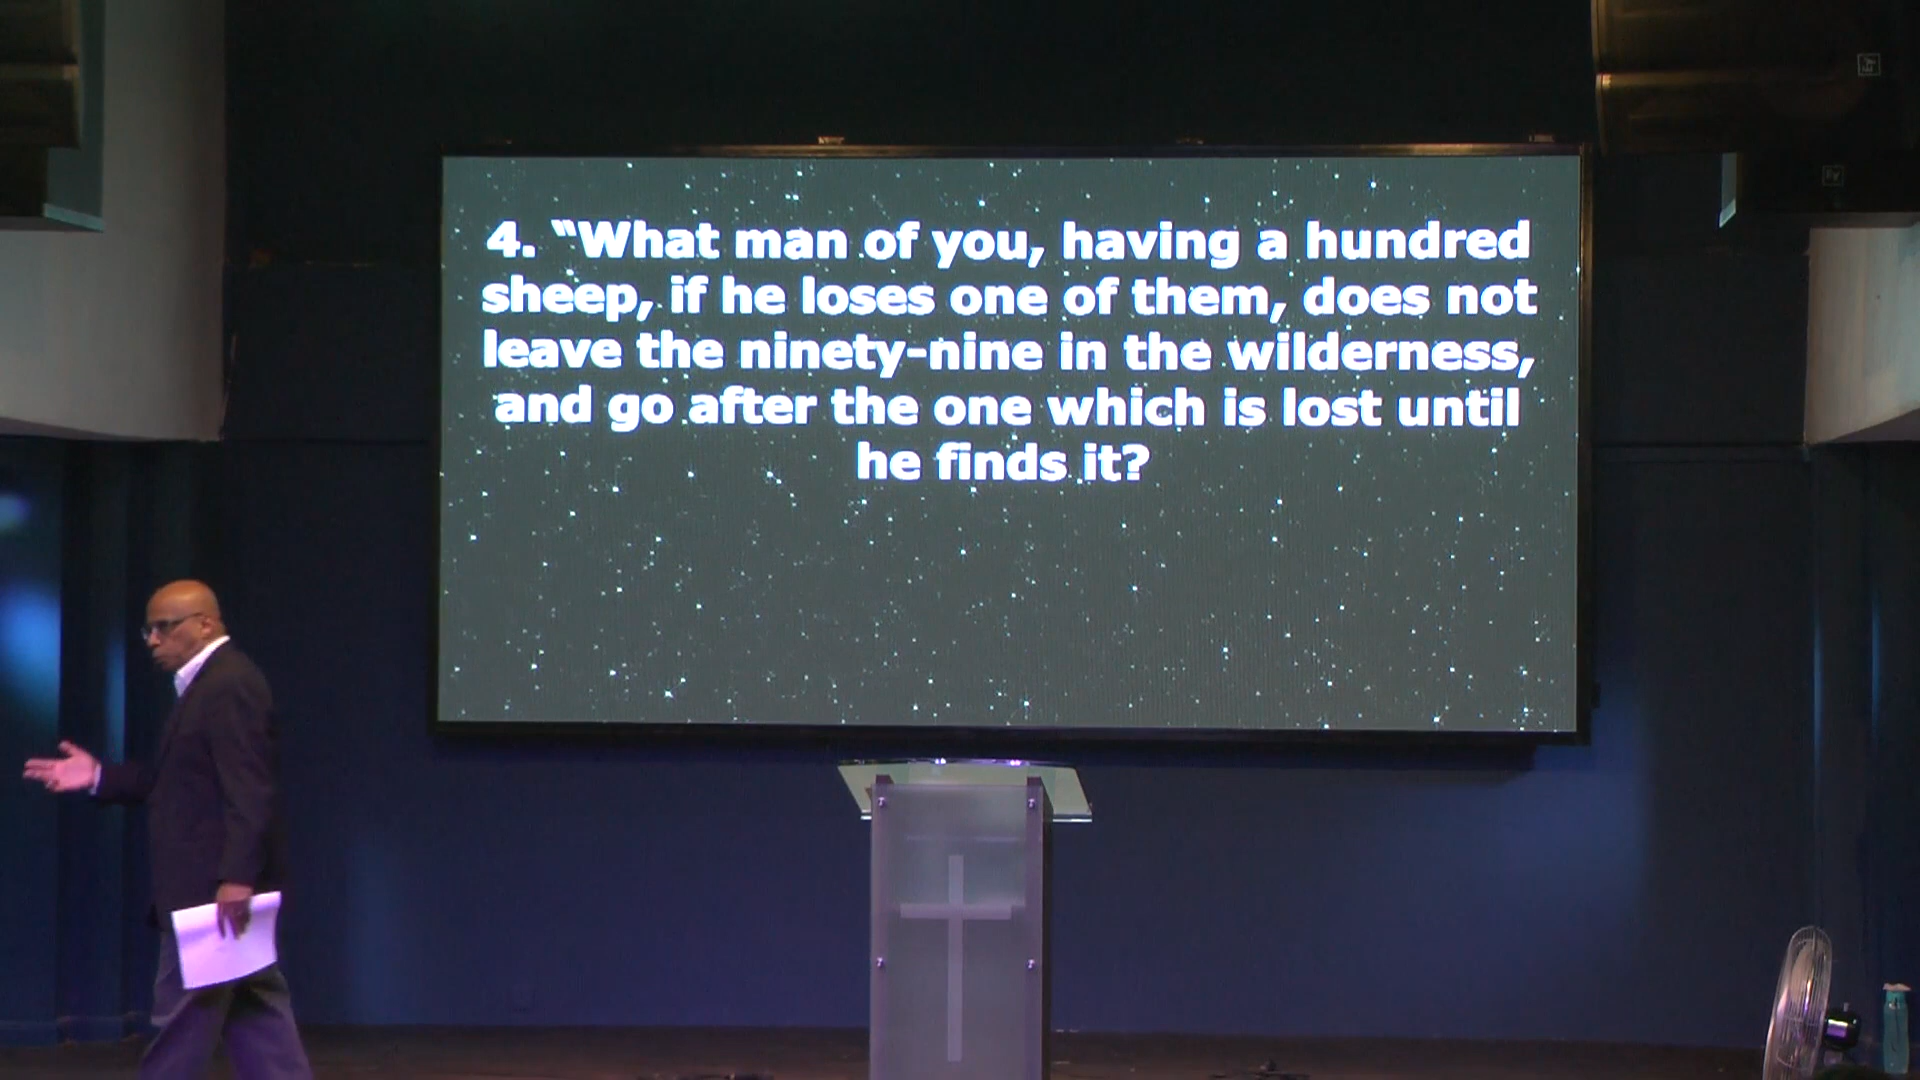 4. “What man of you, having a hundred
sheep, if he loses one of them, does not
leave the ninety-nine in the wilderness,
and go after the one which is lost until
he finds it?